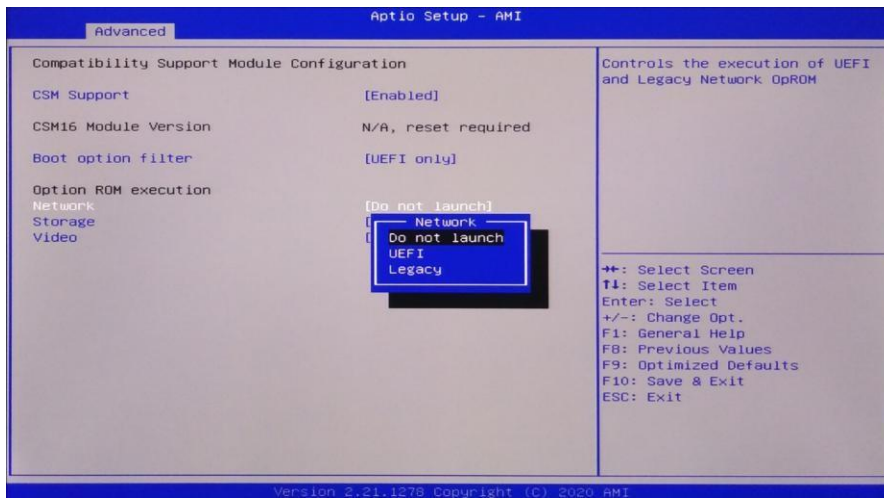 Aptio Setup - AMI
Advanced
Compatibility Support Module Configuration
CSM Support [Enabled]
CSM16 Module Version N/A, reset required
Boot option filter [UEFI only]
Option ROM execution
Network [Do not launch]
Storage [
Video [
Network
Do not launch
UEFI
Legacy
Controls the execution of UEFI
and Legacy Network OpROM
→←: Select Screen
↑↓: Select Item
Enter: Select
+/-: Change Opt.
F1: General Help
F8: Previous Values
F9: Optimized Defaults
F10: Save & Exit
ESC: Exit
Version 2.21.1278 Copyright (C) 2020 AMI